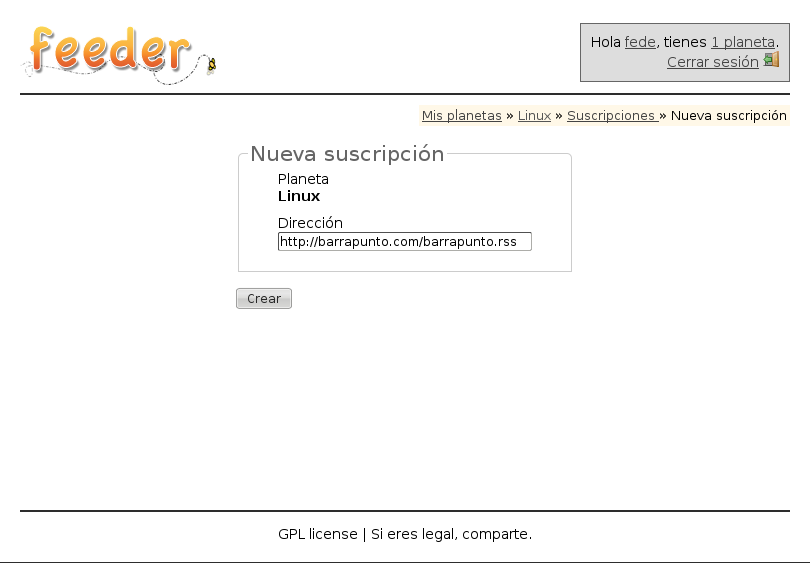 feeder
Hola fede, tienes 1 planeta.
Cerrar sesión
Mis planetas » Linux » Suscripciones » Nueva suscripción
Nueva suscripción
Planeta
Linux
Dirección
http://barrapunto.com/barrapunto.rss
Crear
GPL license | Si eres legal, comparte.